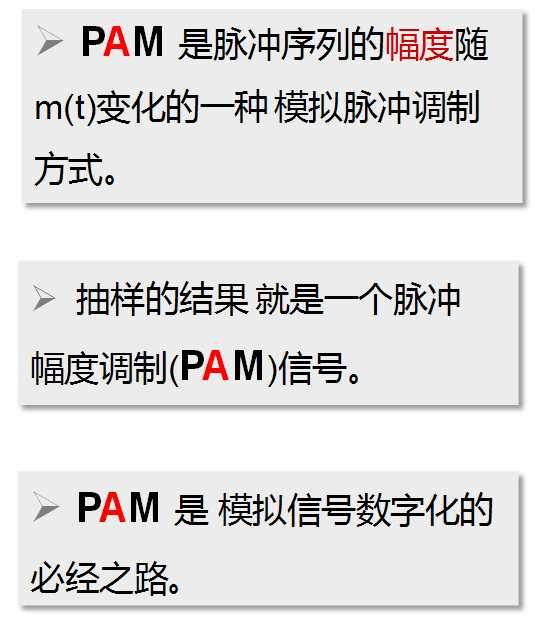 ➢ PAM 是脉冲序列的幅度随
m(t)变化的一种 模拟脉冲调制
方式。
➢ 抽样的结果 就是一个脉冲
幅度调制(PAM)信号。
➢ PAM 是 模拟信号数字化的
必经之路。